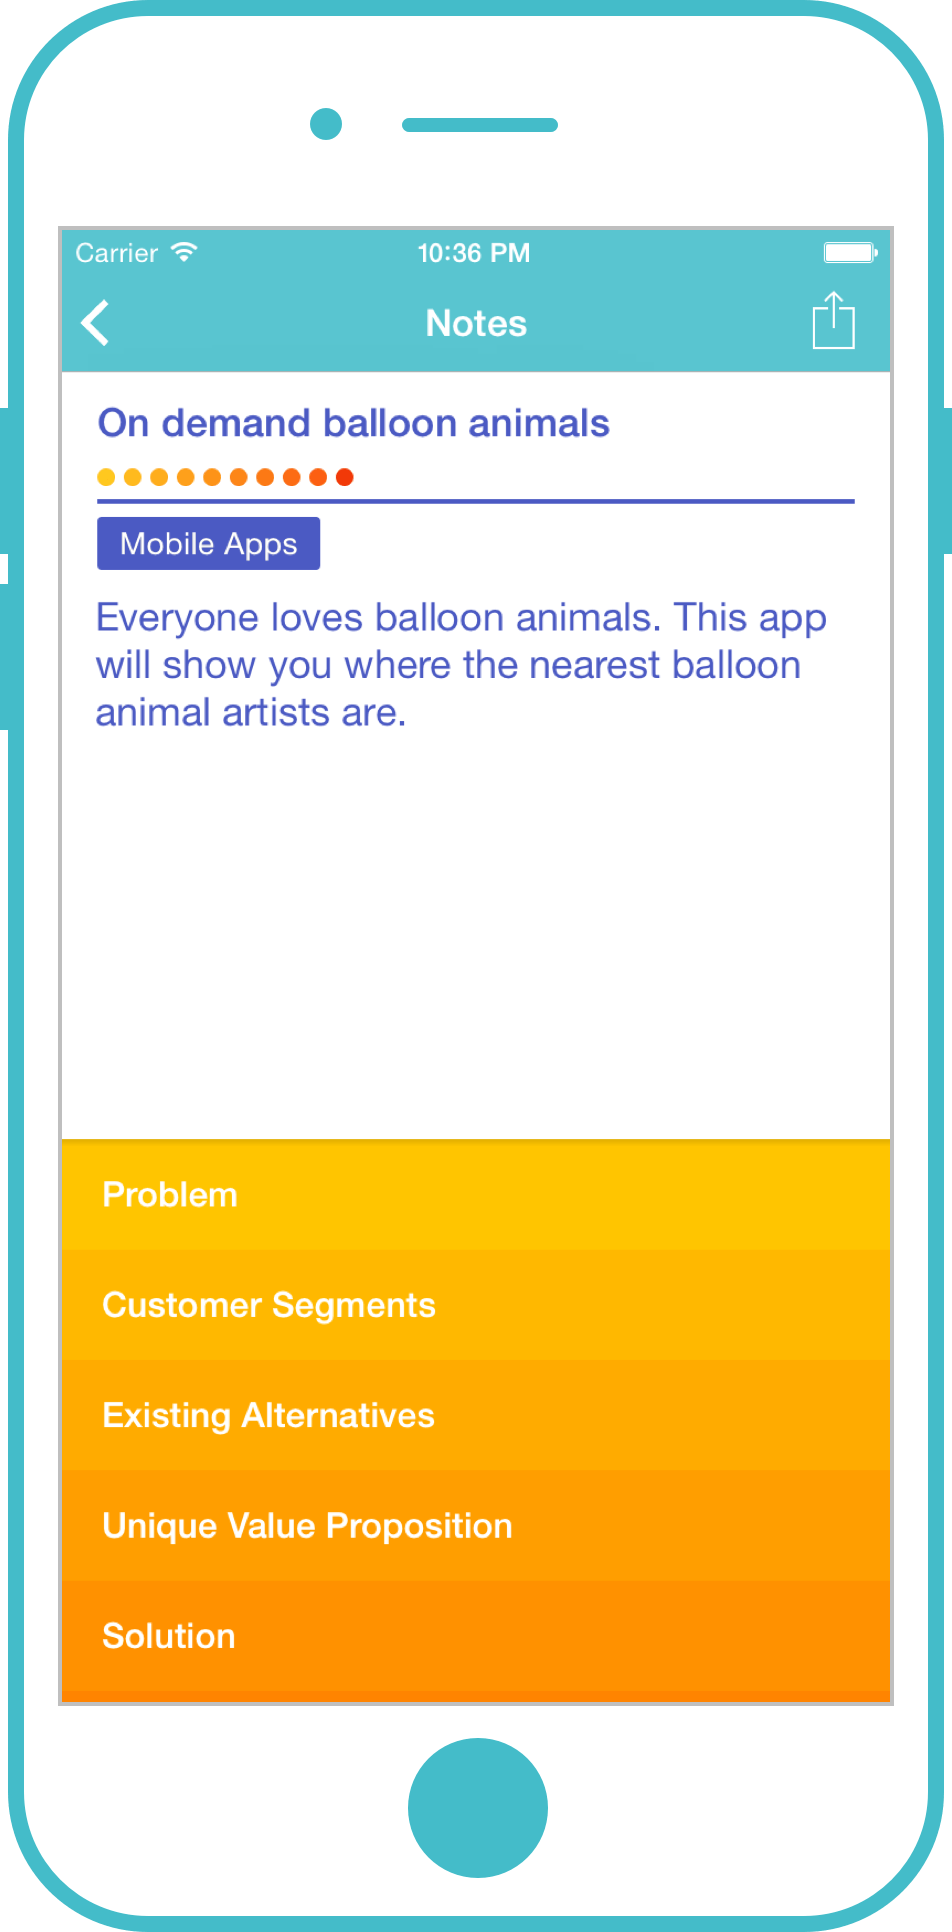 Carrier 10:36 PM
Notes
On demand balloon animals
Mobile Apps
Everyone loves balloon animals. This app
will show you where the nearest balloon
animal artists are.
Problem
Customer Segments
Existing Alternatives
Unique Value Proposition
Solution